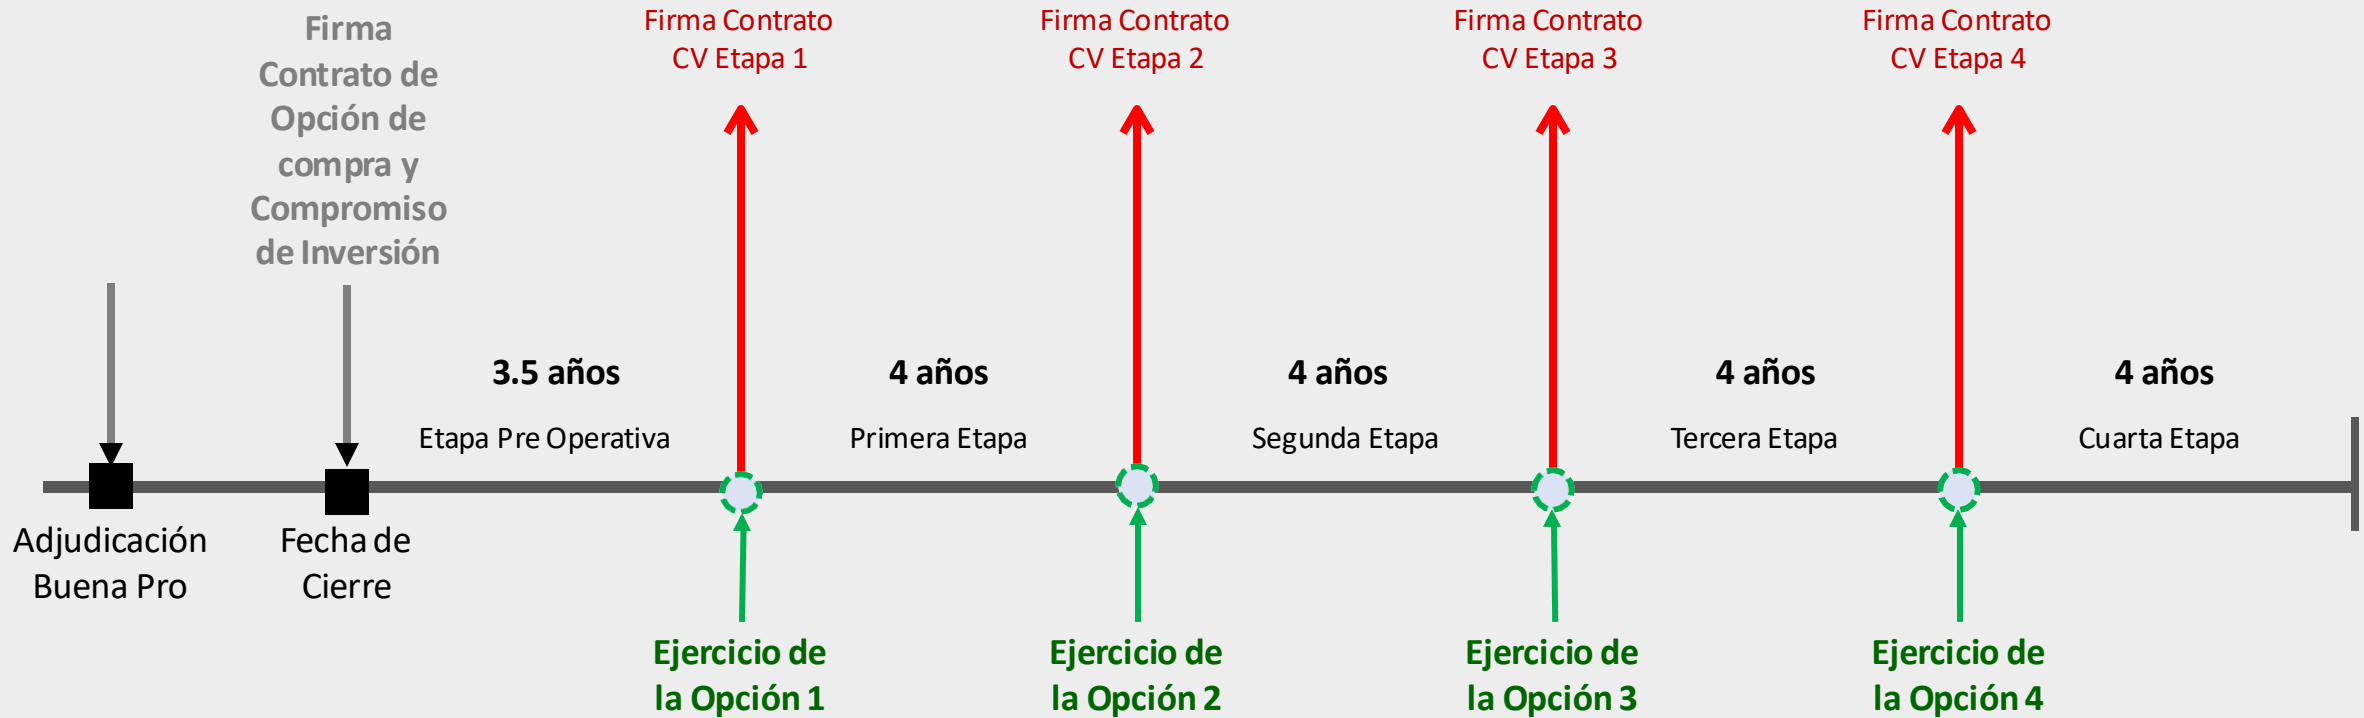 Firma
Contrato de
Opción de
compra y
Compromiso
de Inversión
Firma Contrato
CV Etapa 1
Firma Contrato
CV Etapa 2
Firma Contrato
CV Etapa 3
Firma Contrato
CV Etapa 4
3.5 años
Etapa Pre Operativa
4 años
Primera Etapa
4 años
Segunda Etapa
4 años
Tercera Etapa
4 años
Cuarta Etapa
Adjudicación
Buena Pro
Fecha de
Cierre
Ejercicio de
la Opción 1
Ejercicio de
la Opción 2
Ejercicio de
la Opción 3
Ejercicio de
la Opción 4